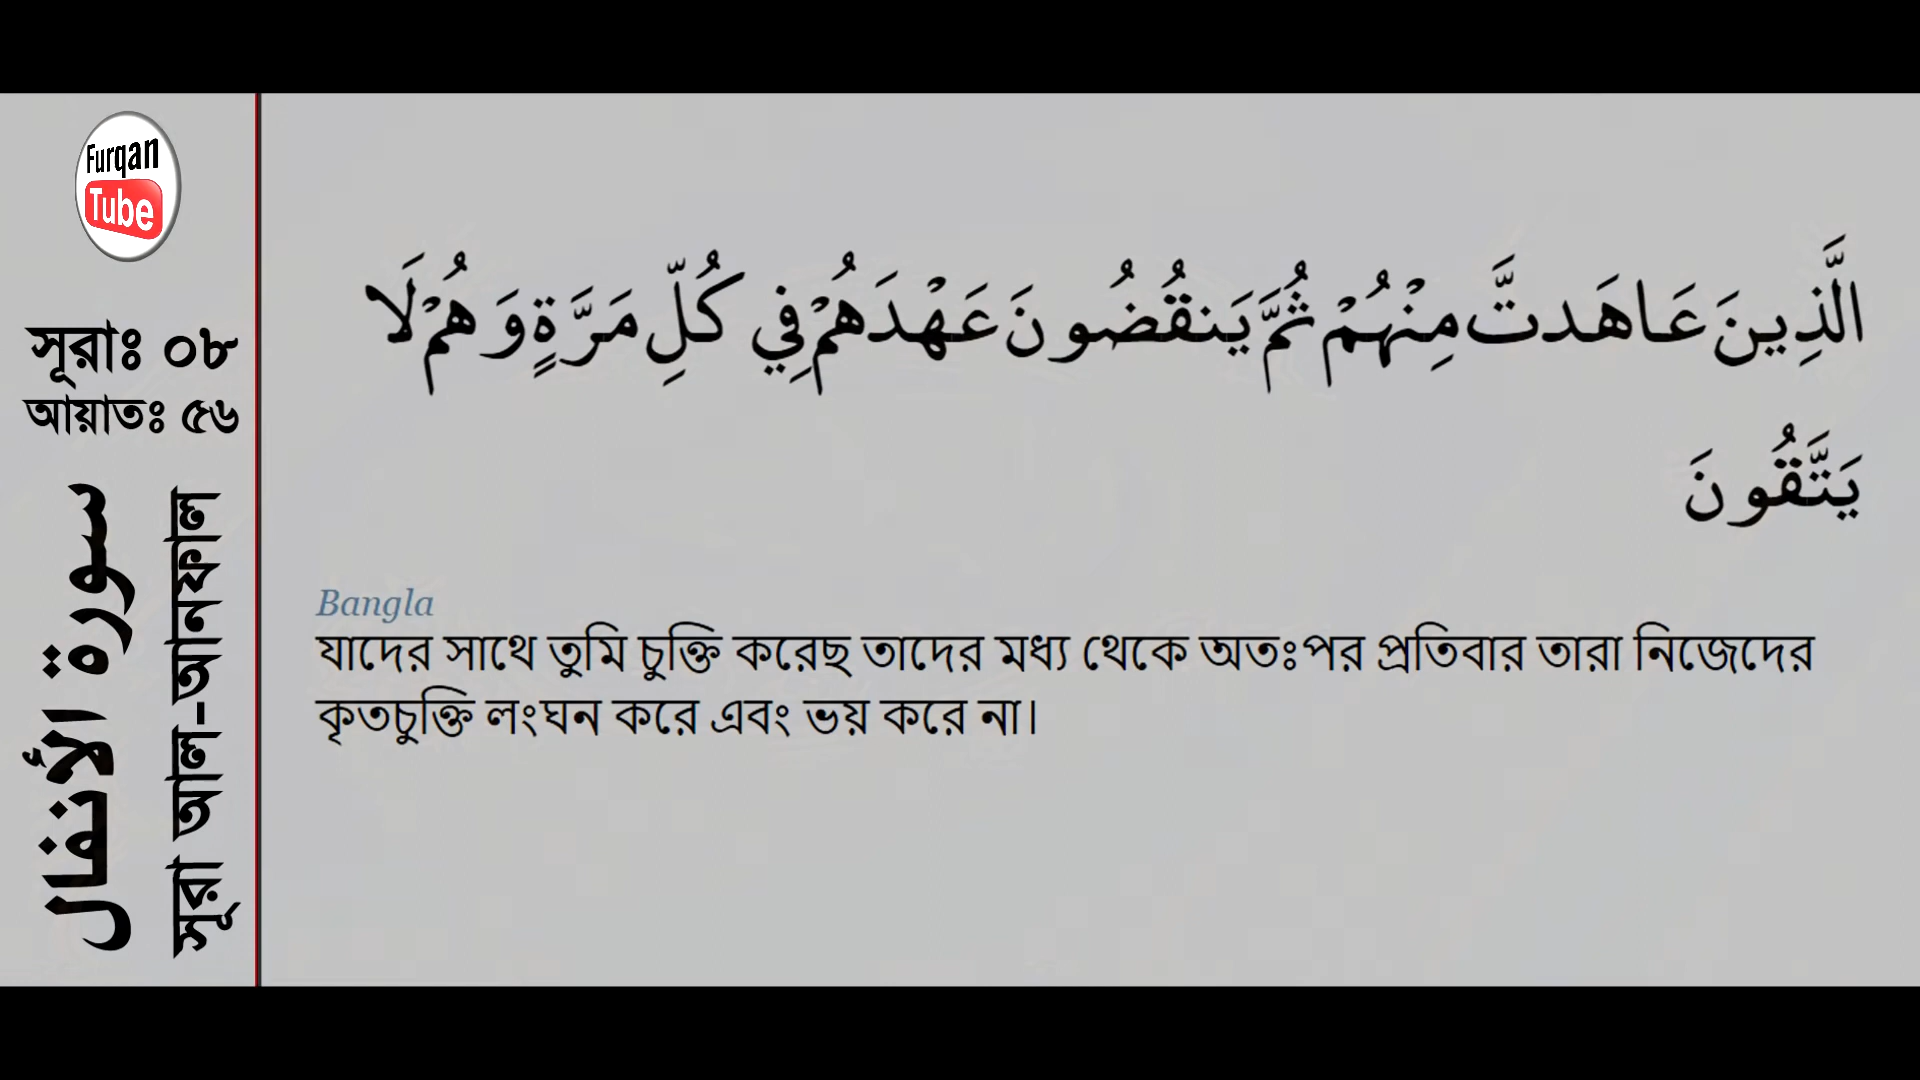 Furqan
Tube
সূরাঃ ০৮
আয়াতঃ ৫৬
سورة الأنفال
সূরা আল-আনফাল
الَّذِينَ عَاهَدتَّ مِنْهُمْ ثُمَّ يَنقُضُونَ عَهْدَهُمْ فِي كُلِّ مَرَّةٍ وَهُمْ لَا
يَتَّقُونَ
Bangla
যাদের সাথে তুমি চুক্তি করেছ তাদের মধ্য থেকে অতঃপর প্রতিবার তারা নিজেদের
কৃতচুক্তি লংঘন করে এবং ভয় করে না।